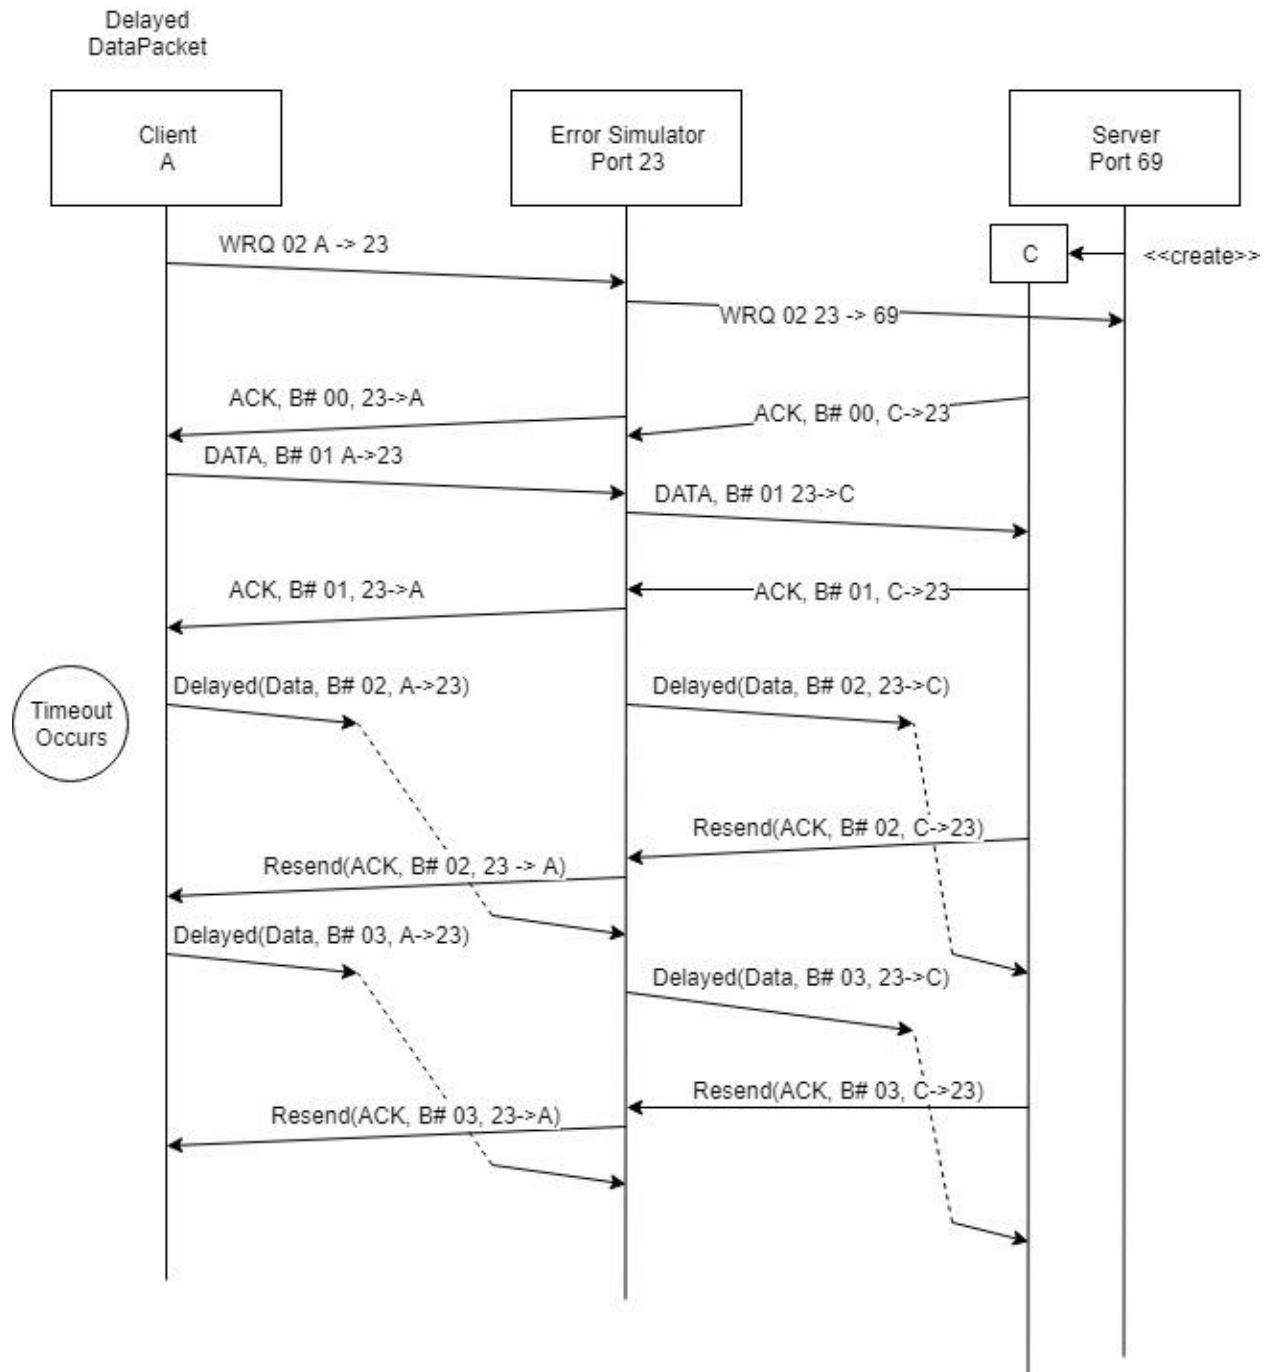 Delayed
DataPacket
Client
A
Error Simulator
Port 23
Server
Port 69
WRQ 02 A -> 23
C
<<create>>
WRQ 02 23 -> 69
ACK, B# 00, 23->A
ACK, B# 00, C->23
DATA, B# 01 A->23
DATA, B# 01 23->C
ACK, B# 01, 23->A
ACK, B# 01, C->23
Timeout
Occurs
Delayed(Data, B# 02, A->23)
Delayed(Data, B# 02, 23->C)
Resend(ACK, B# 02, C->23)
Resend(ACK, B# 02, 23 -> A)
Delayed(Data, B# 03, A->23)
Delayed(Data, B# 03, 23->C)
Resend(ACK, B# 03, C->23)
Resend(ACK, B# 03, 23->A)